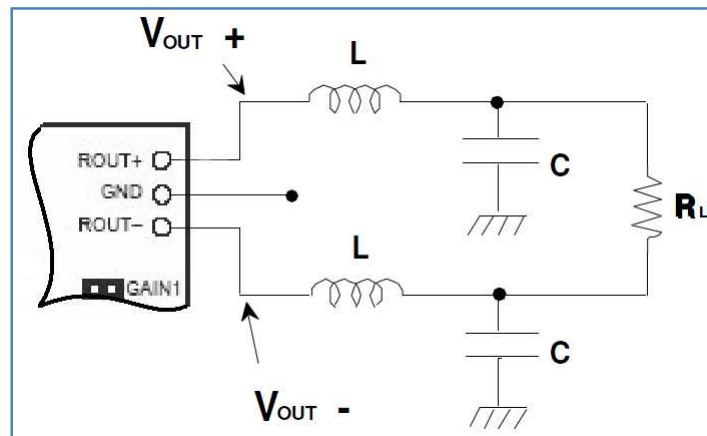 VOUT +
L
ROUT+
C
GND
RL
ROUT–
L
GAIN1
C
VOUT -